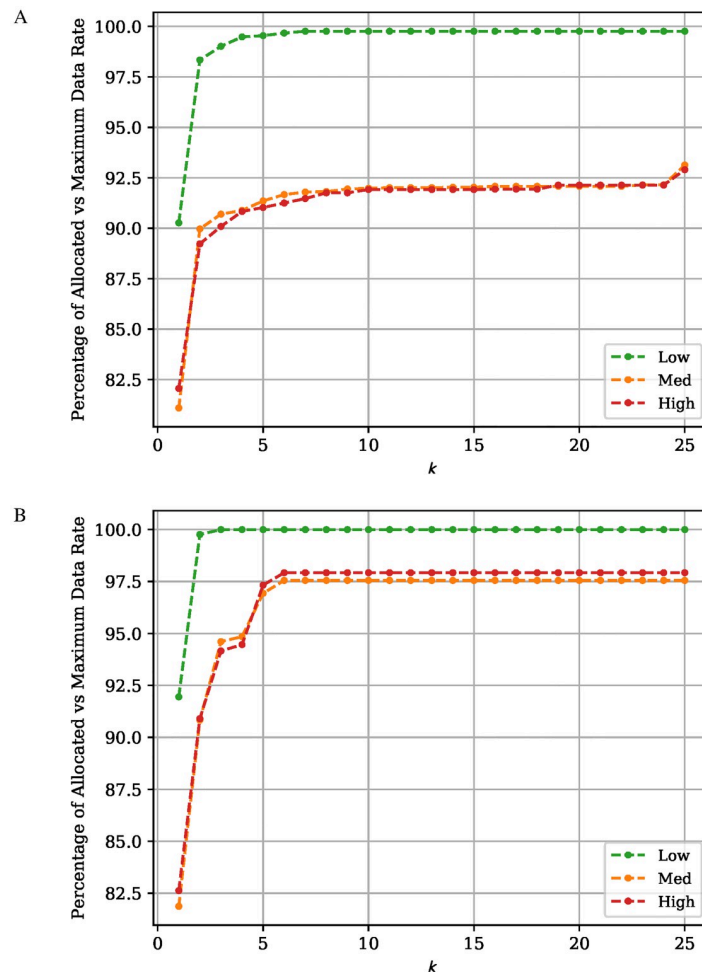 A
Percentage of Allocated vs Maximum Data Rate
100.0
97.5
95.0
92.5
90.0
87.5
85.0
82.5
0
5
10
15
20
25
k
Low
Med
High
B
Percentage of Allocated vs Maximum Data Rate
100.0
97.5
95.0
92.5
90.0
87.5
85.0
82.5
0
5
10
15
20
25
k
Low
Med
High